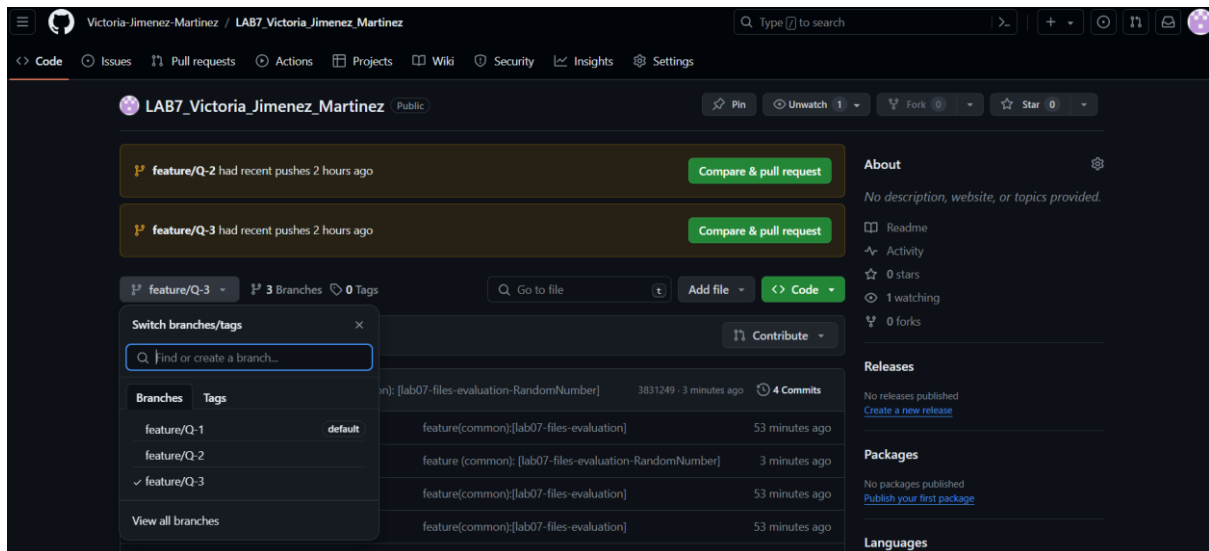 Victoria-Jimenez-Martinez / LAB7_Victoria_Jimenez_Martinez
Type / to search
Code Issues Pull requests Actions Projects Wiki Security Insights Settings
LAB7_Victoria_Jimenez_Martinez Public
Pin Unwatch 1 Fork 0 Star 0
feature/Q-2 had recent pushes 2 hours ago Compare & pull request
feature/Q-3 had recent pushes 2 hours ago Compare & pull request
feature/Q-3 3 Branches 0 Tags Go to file t Add file Code
Switch branches/tags
Find or create a branch...
Branches Tags
feature/Q-1 default
feature/Q-2
feature/Q-3
View all branches
Contribute
on): [lab07-files-evaluation-RandomNumber] 3831249 · 3 minutes ago 4 Commits
feature(common):[lab07-files-evaluation] 53 minutes ago
feature (common): [lab07-files-evaluation-RandomNumber] 3 minutes ago
feature(common):[lab07-files-evaluation] 53 minutes ago
feature(common):[lab07-files-evaluation] 53 minutes ago
About
No description, website, or topics provided.
Readme
Activity
0 stars
1 watching
0 forks
Releases
No releases published
Create a new release
Packages
No packages published
Publish your first package
Languages